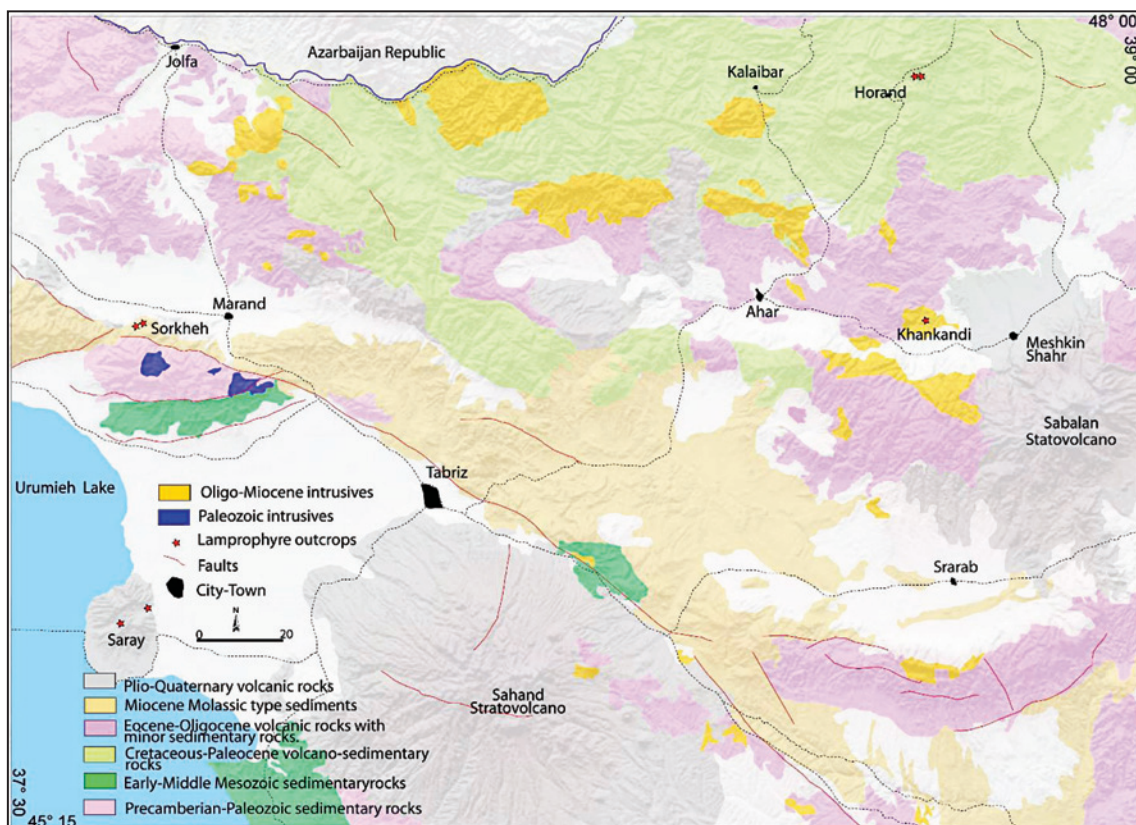 48° 00
39° 00
Azarbaijan Republic
Jolfa
Kalaibar
Horand
Marand
Sorkheh
Ahar
Khankandi
Meshkin
Shahr
Sabalan
Statovolcano
Urumieh Lake
Tabriz
Oligo-Miocene intrusives
Paleozoic intrusives
Lamprophyre outcrops
Faults
City-Town
N
0 20
Saray
Srarab
Sahand
Stratovolcano
Plio-Quaternary volcanic rocks
Miocene Molassic type sediments
Eocene-Oligocene volcanic rocks with
minor sedimentary rocks.
Cretaceous-Paleocene volcano-sedimentary
rocks
Early-Middle Mesozoic sedimentaryrocks
Precamberian-Paleozoic sedimentary rocks
37° 30
45° 15